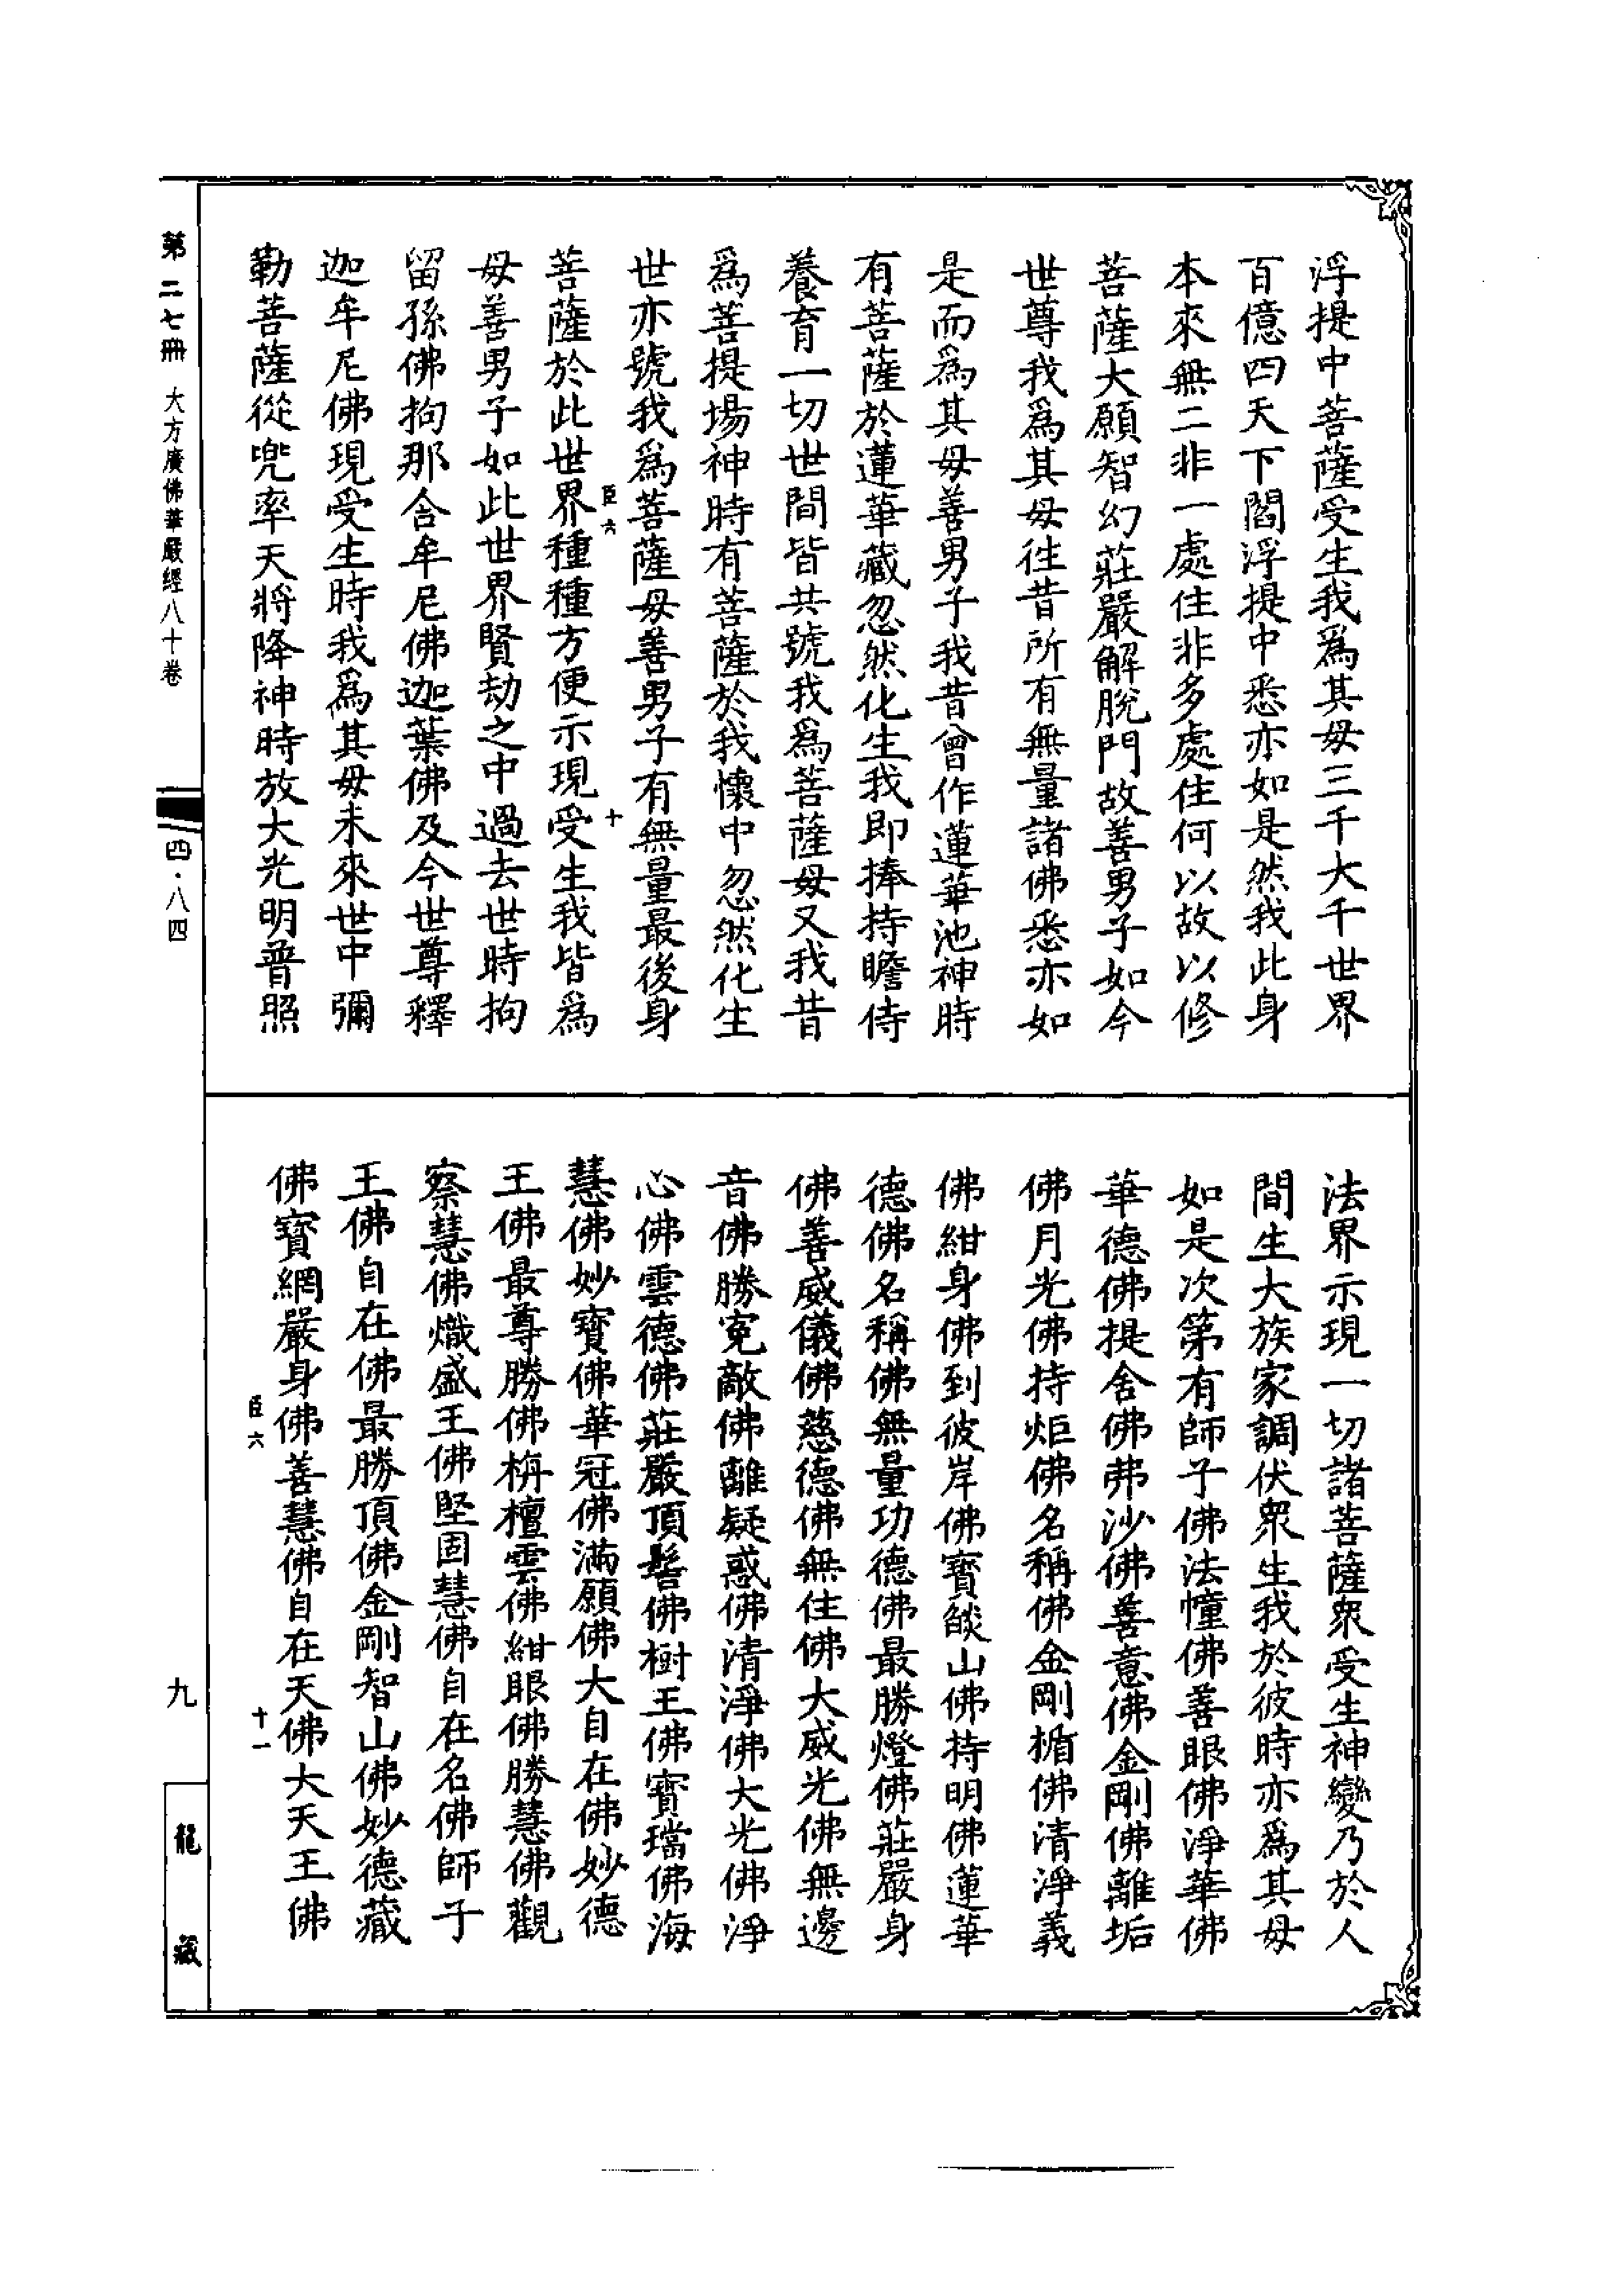 浮提中菩薩受生我爲其母三千大千世界
百億四天下閻浮提中悉亦如是然我此身
本來無二非一處住非多處住何以故以修
菩薩大願智幻莊嚴解脫門故善男子如今
世尊我爲其母往昔所有無量諸佛悉亦如
是而爲其母善男子我昔曾作蓮華池神時
有菩薩於蓮華藏忽然化生我即捧持瞻侍
養育一切世間皆共號我爲菩薩母又我昔
爲菩提場神時有菩薩於我懷中忽然化生
世亦號我爲菩薩母善男子有無量最後身
臣六
十
菩薩於此世界種種方便示現受生我皆爲
母善男子如此世界賢劫之中過去世時拘
留孫佛拘那含牟尼佛迦葉佛及今世尊釋
迦牟尼佛現受生時我爲其母未來世中彌
勒菩薩從兜率天將降神時放大光明普照
法界示現一切諸菩薩衆受生神變乃於人
間生大族家調伏衆生我於彼時亦爲其母
如是次第有師子佛法幢佛善眼佛淨華佛
華德佛提舍佛弗沙佛善意佛金剛佛離垢
佛月光佛持炬佛名稱佛金剛楯佛清淨義
佛紺身佛到彼岸佛寶燄山佛持明佛蓮華
德佛名稱佛無量功德佛最勝燈佛莊嚴身
佛善威儀佛慈德佛無住佛大威光佛無邊
音佛勝冤敵佛離疑惑佛清淨佛大光佛淨
心佛雲德佛莊嚴頂髻佛樹王佛寶璫佛海
慧佛妙寶佛華冠佛滿願佛大自在佛妙德
王佛最尊勝佛栴檀雲佛紺眼佛勝慧佛觀
察慧佛熾盛王佛堅固慧佛自在名佛師子
王佛自在佛最勝頂佛金剛智山佛妙德藏
佛寶網嚴身佛善慧佛自在天佛大天王佛
臣六
十一
第二七冊 大方廣佛華嚴經八十卷
四·八四
九
龍藏